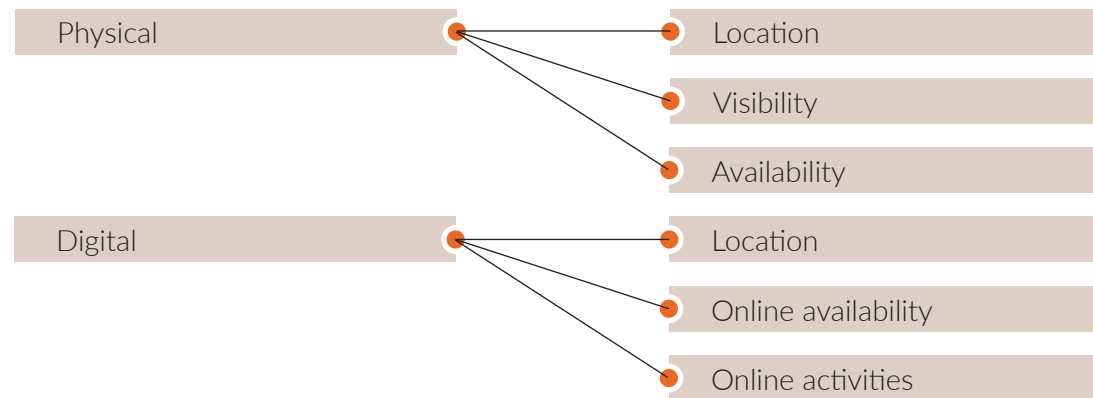 Physical
Location
Visibility
Availability
Digital
Location
Online availability
Online activities